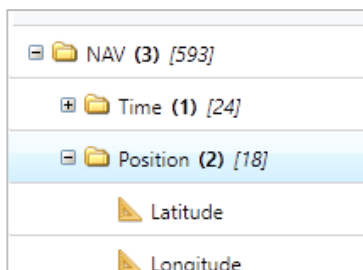 NAV (3) [593]
Time (1) [24]
Position (2) [18]
Latitude
Longitude